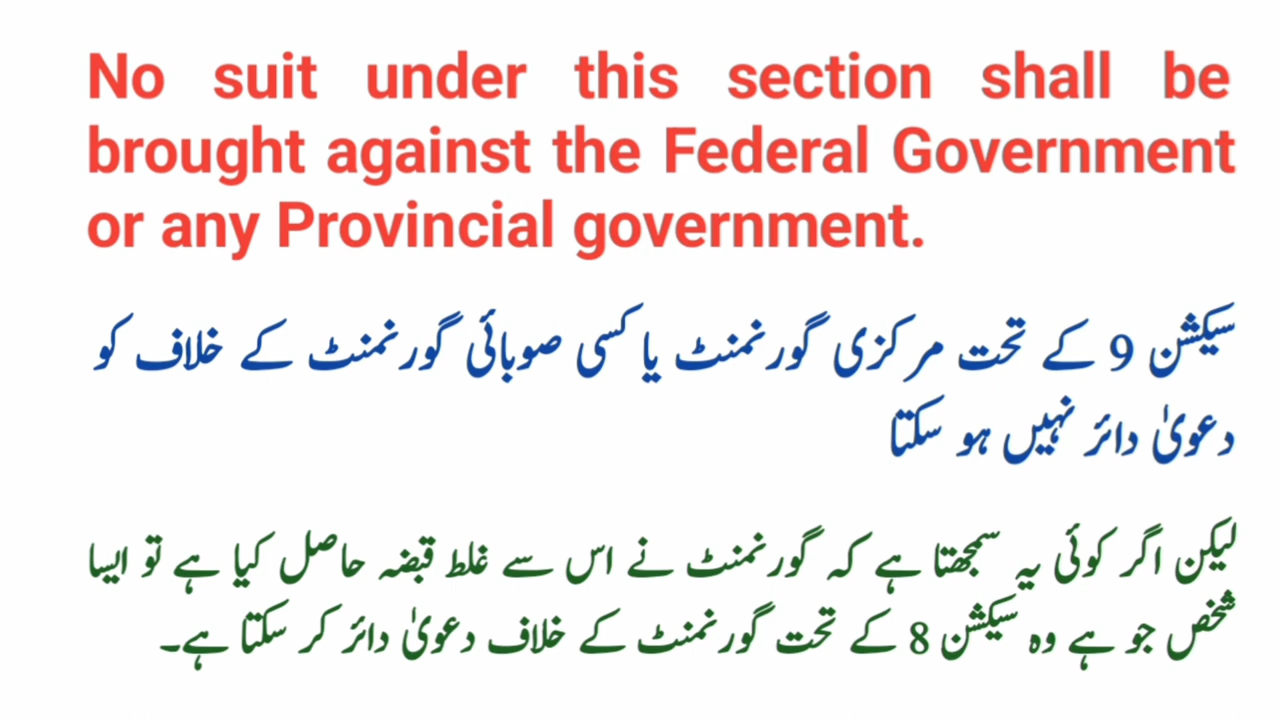 No suit under this section shall be
brought against the Federal Government
or any Provincial government.
سیکشن 9 کے تحت مرکزی گورنمنٹ یا کسی صوبائی گورنمنٹ کے خلاف کو
دعویٰ دائر نہیں ہو سکتا
لیکن اگر کوئی یہ سمجھتا ہے کہ گورنمنٹ نے اس سے غلط قبضہ حاصل کیا ہے تو ایسا
شخص جو ہے وہ سیکشن 8 کے تحت گورنمنٹ کے خلاف دعویٰ دائر کر سکتا ہے۔